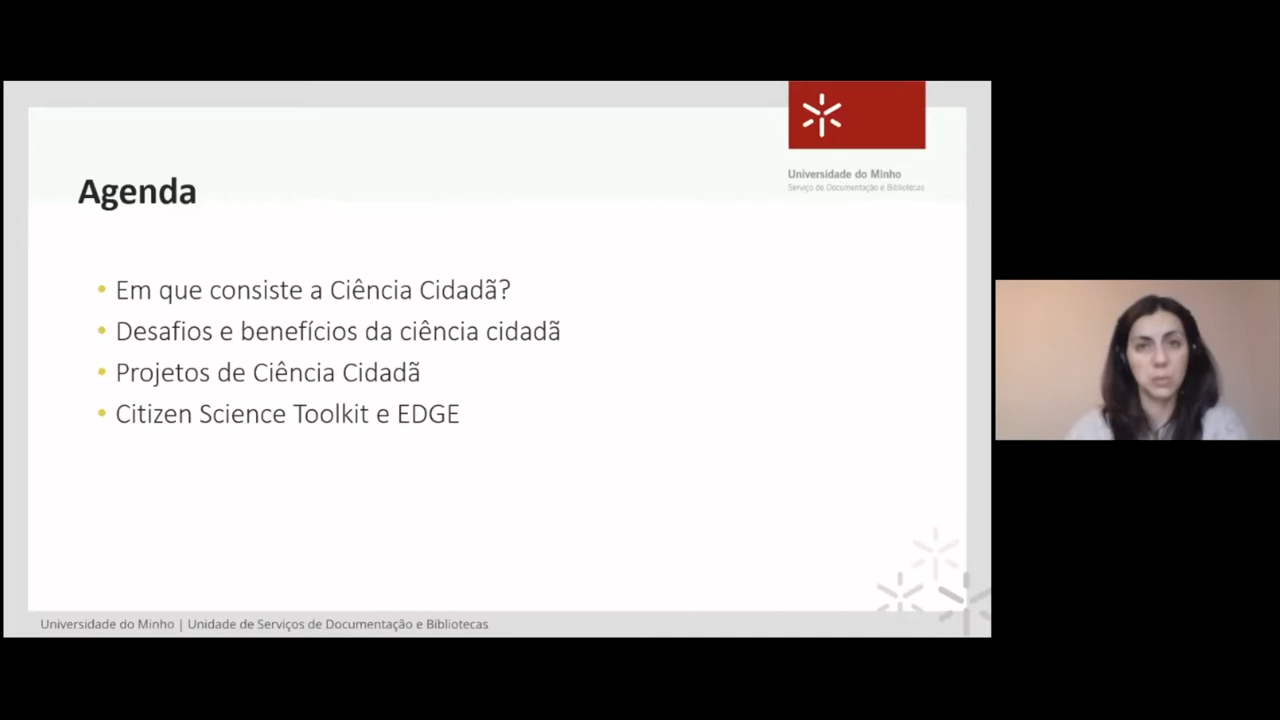 Universidade do Minho
Serviço de Documentação e Bibliotecas
Agenda
• Em que consiste a Ciência Cidadã?
• Desafios e benefícios da ciência cidadã
• Projetos de Ciência Cidadã
• Citizen Science Toolkit e EDGE
Universidade do Minho | Unidade de Serviços de Documentação e Bibliotecas